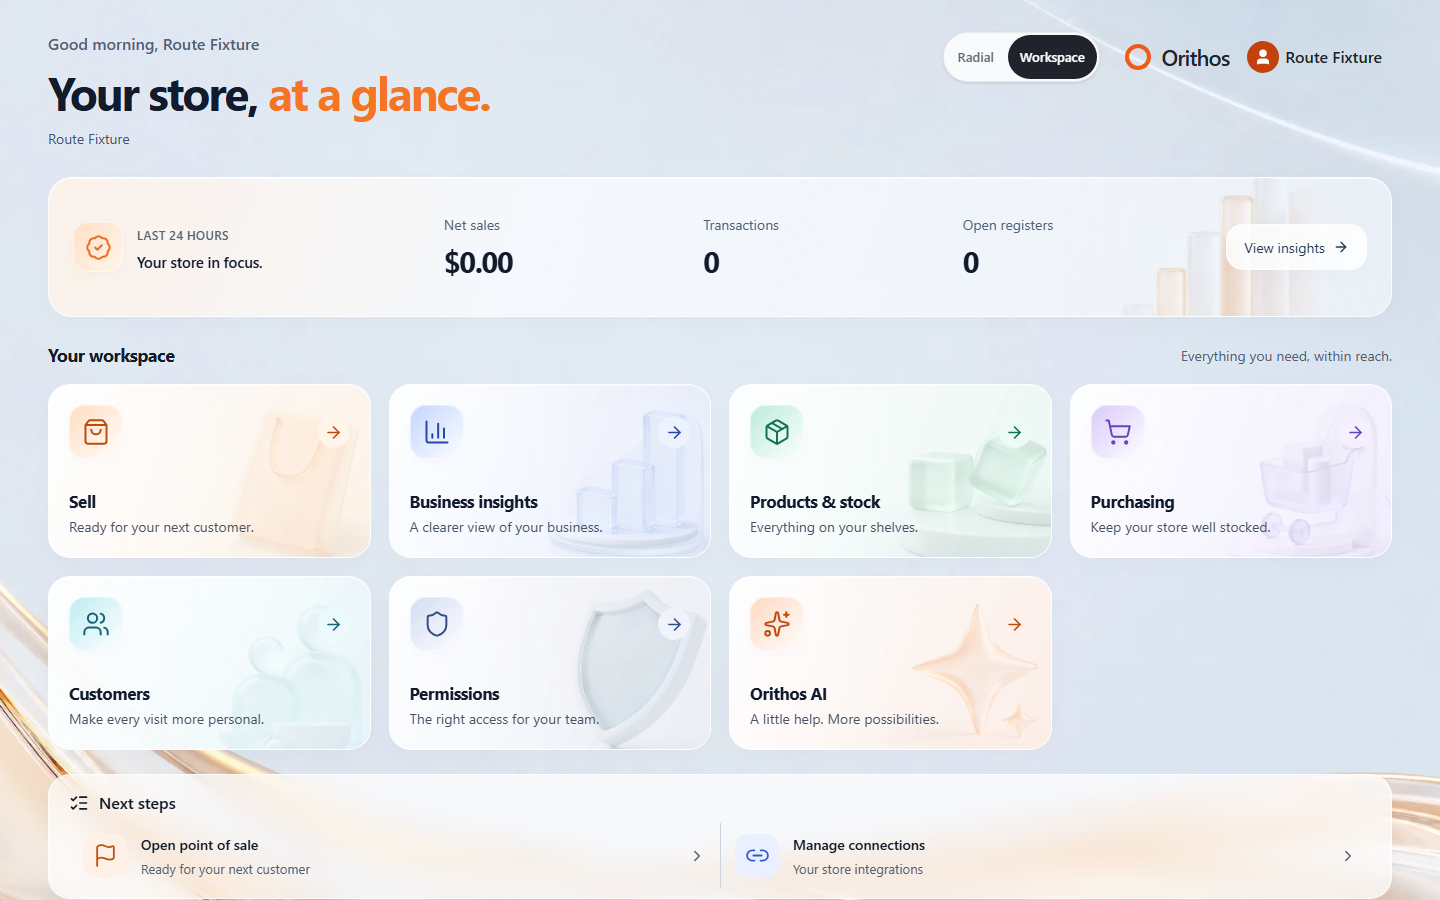 Good morning, Route Fixture
Your store, at a glance.
Route Fixture
Radial
Workspace
Orithos
Route Fixture
LAST 24 HOURS
Your store in focus.
Net sales
$0.00
Transactions
0
Open registers
0
View insights
Your workspace
Everything you need, within reach.
Sell
Ready for your next customer.
Business insights
A clearer view of your business.
Products & stock
Everything on your shelves.
Purchasing
Keep your store well stocked.
Customers
Make every visit more personal.
Permissions
The right access for your team.
Orithos AI
A little help. More possibilities.
Next steps
Open point of sale
Ready for your next customer
Manage connections
Your store integrations